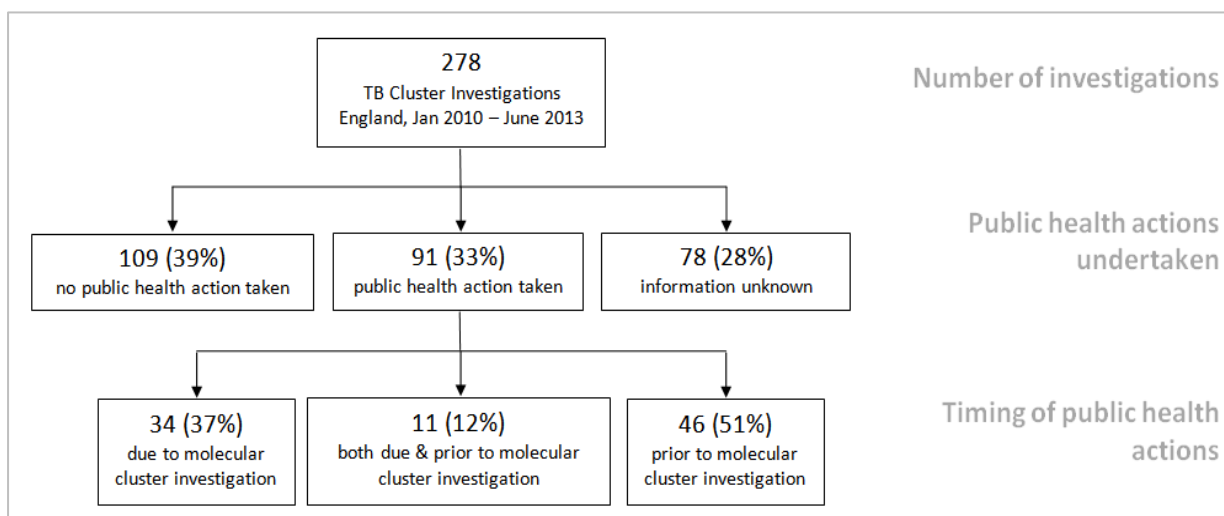 278
TB Cluster Investigations
England, Jan 2010 – June 2013
Number of investigations
109 (39%)
no public health action taken
91 (33%)
public health action taken
78 (28%)
information unknown
Public health actions
undertaken
34 (37%)
due to molecular
cluster investigation
11 (12%)
both due & prior to molecular
cluster investigation
46 (51%)
prior to molecular
cluster investigation
Timing of public health
actions